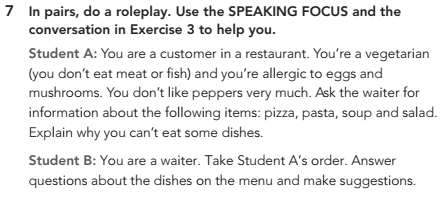 7 In pairs, do a roleplay. Use the SPEAKING FOCUS and the
conversation in Exercise 3 to help you.
Student A: You are a customer in a restaurant. You're a vegetarian
(you don't eat meat or fish) and you're allergic to eggs and
mushrooms. You don't like peppers very much. Ask the waiter for
information about the following items: pizza, pasta, soup and salad.
Explain why you can't eat some dishes.
Student B: You are a waiter. Take Student A's order. Answer
questions about the dishes on the menu and make suggestions.